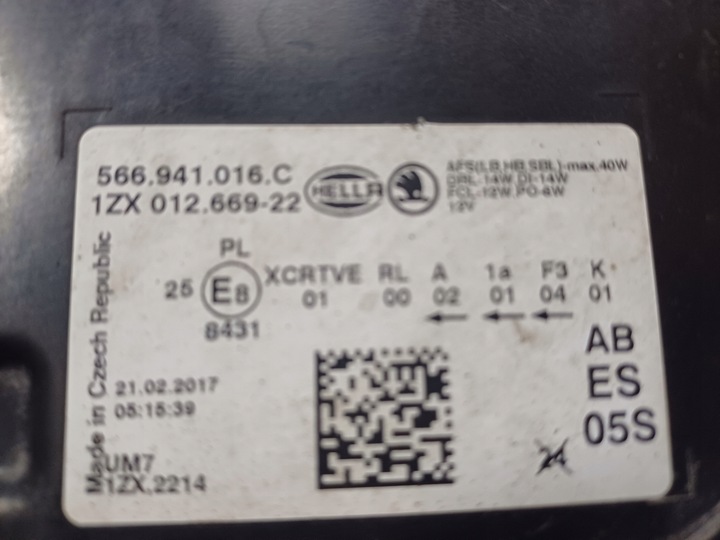 566.941.016.C
1ZX 012.669-22
HELLA
AFS(LB,HB,SBL)-max.40W
DRL-14W,DI-14W
FCL-12W,PO-6W
12V
PL
25 E8 XCRTVE RL A 1a F3 K
01 00 02 01 04 01
8431
Made in Czech Republic
21.02.2017
05:15:39
UM7
1ZX.2214
AB
ES
05S
24